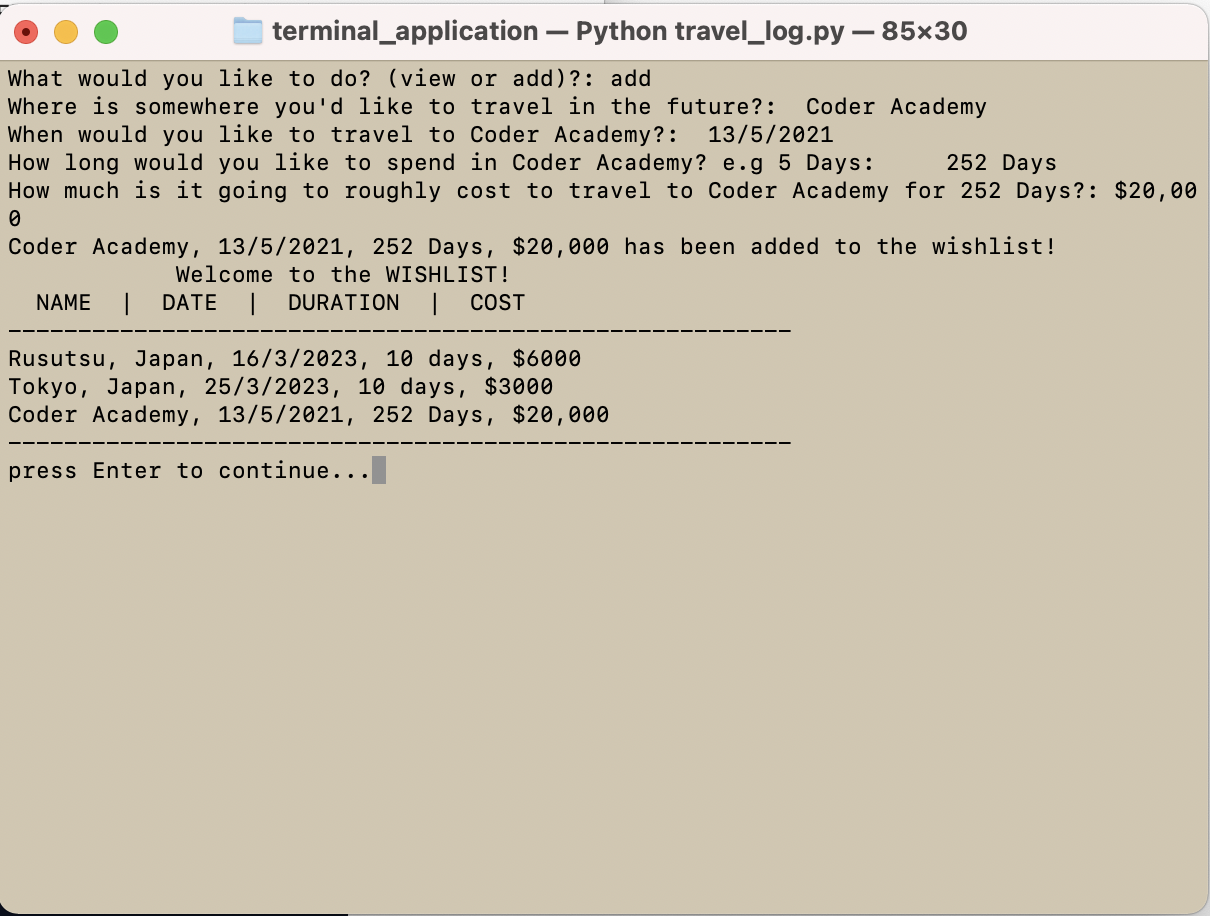 terminal_application — Python travel_log.py — 85×30
What would you like to do? (view or add)?: add
Where is somewhere you'd like to travel in the future?:  Coder Academy
When would you like to travel to Coder Academy?:  13/5/2021
How long would you like to spend in Coder Academy? e.g 5 Days:     252 Days
How much is it going to roughly cost to travel to Coder Academy for 252 Days?: $20,00
0
Coder Academy, 13/5/2021, 252 Days, $20,000 has been added to the wishlist!
            Welcome to the WISHLIST!
  NAME  |  DATE  |  DURATION  |  COST
--------------------------------------------------------
Rusutsu, Japan, 16/3/2023, 10 days, $6000
Tokyo, Japan, 25/3/2023, 10 days, $3000
Coder Academy, 13/5/2021, 252 Days, $20,000
--------------------------------------------------------
press Enter to continue...